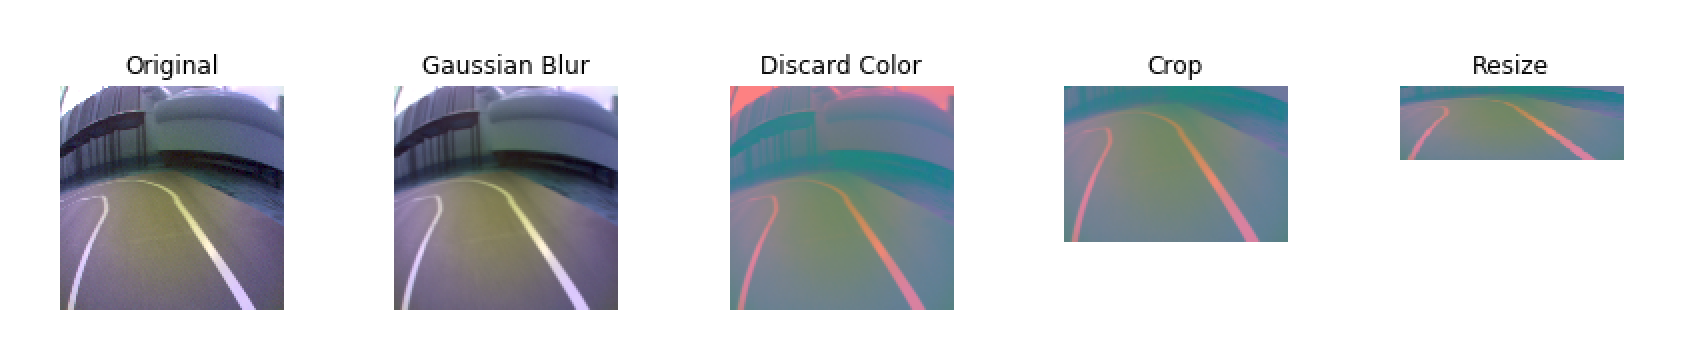 Original
Gaussian Blur
Discard Color
Crop
Resize